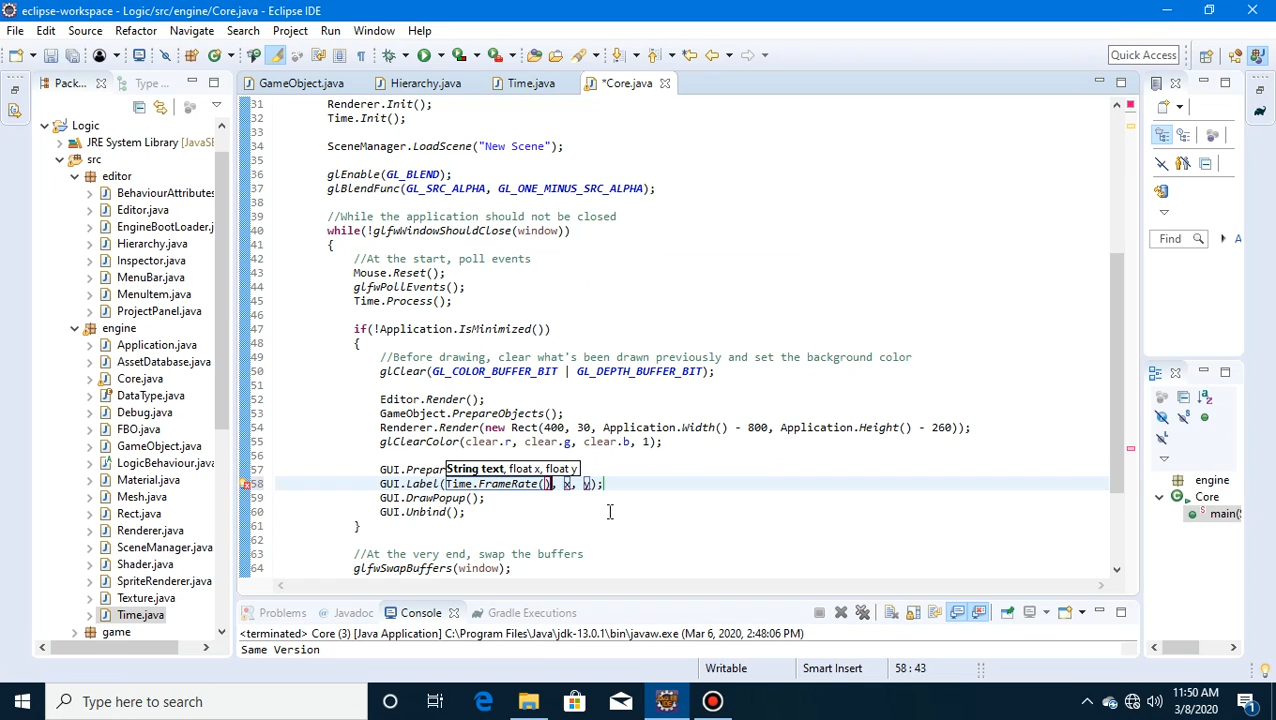 eclipse-workspace - Logic/src/engine/Core.java - Eclipse IDE
File Edit Source Refactor Navigate Search Project Run Window Help
Quick Access
Pack... Type ...
GameObject.java Hierarchy.java Time.java *Core.java
Logic
JRE System Library [JavaSE
src
editor
BehaviourAttributes
Editor.java
EngineBootLoader.j
Hierarchy.java
Inspector.java
MenuBar.java
MenuItem.java
ProjectPanel.java
engine
Application.java
AssetDatabase.java
Core.java
DataType.java
Debug.java
FBO.java
GameObject.java
LogicBehaviour.java
Material.java
Mesh.java
Rect.java
Renderer.java
SceneManager.java
Shader.java
SpriteRenderer.java
Texture.java
Time.java
game
31 Renderer.Init();
32 Time.Init();
33
34 SceneManager.LoadScene("New Scene");
35
36 glEnable(GL_BLEND);
37 glBlendFunc(GL_SRC_ALPHA, GL_ONE_MINUS_SRC_ALPHA);
38
39 //While the application should not be closed
40 while(!glfwWindowShouldClose(window))
41 {
42 //At the start, poll events
43 Mouse.Reset();
44 glfwPollEvents();
45 Time.Process();
46
47 if(!Application.IsMinimized())
48 {
49 //Before drawing, clear what's been drawn previously and set the background color
50 glClear(GL_COLOR_BUFFER_BIT | GL_DEPTH_BUFFER_BIT);
51
52 Editor.Render();
53 GameObject.PrepareObjects();
54 Renderer.Render(new Rect(400, 30, Application.Width() - 800, Application.Height() - 260));
55 glClearColor(clear.r, clear.g, clear.b, 1);
56
57 GUI.Prepar
String text, float x, float y
58 GUI.Label(Time.FrameRate(), x, y);
59 GUI.DrawPopup();
60 GUI.Unbind();
61 }
62
63 //At the very end, swap the buffers
64 glfwSwapBuffers(window);
Find A
engine
Core
main(S
Problems Javadoc Console Gradle Executions
<terminated> Core (3) [Java Application] C:\Program Files\Java\jdk-13.0.1\bin\javaw.exe (Mar 6, 2020, 2:48:06 PM)
Same Version
Writable Smart Insert 58 : 43
Type here to search
11:50 AM
3/8/2020
1